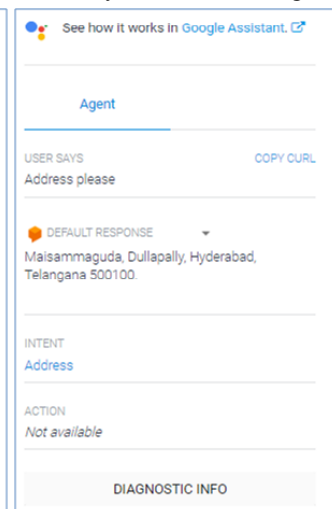 See how it works in Google Assistant.
Agent
USER SAYS COPY CURL
Address please
DEFAULT RESPONSE
Maisammaguda, Dullapally, Hyderabad,
Telangana 500100.
INTENT
Address
ACTION
Not available
DIAGNOSTIC INFO